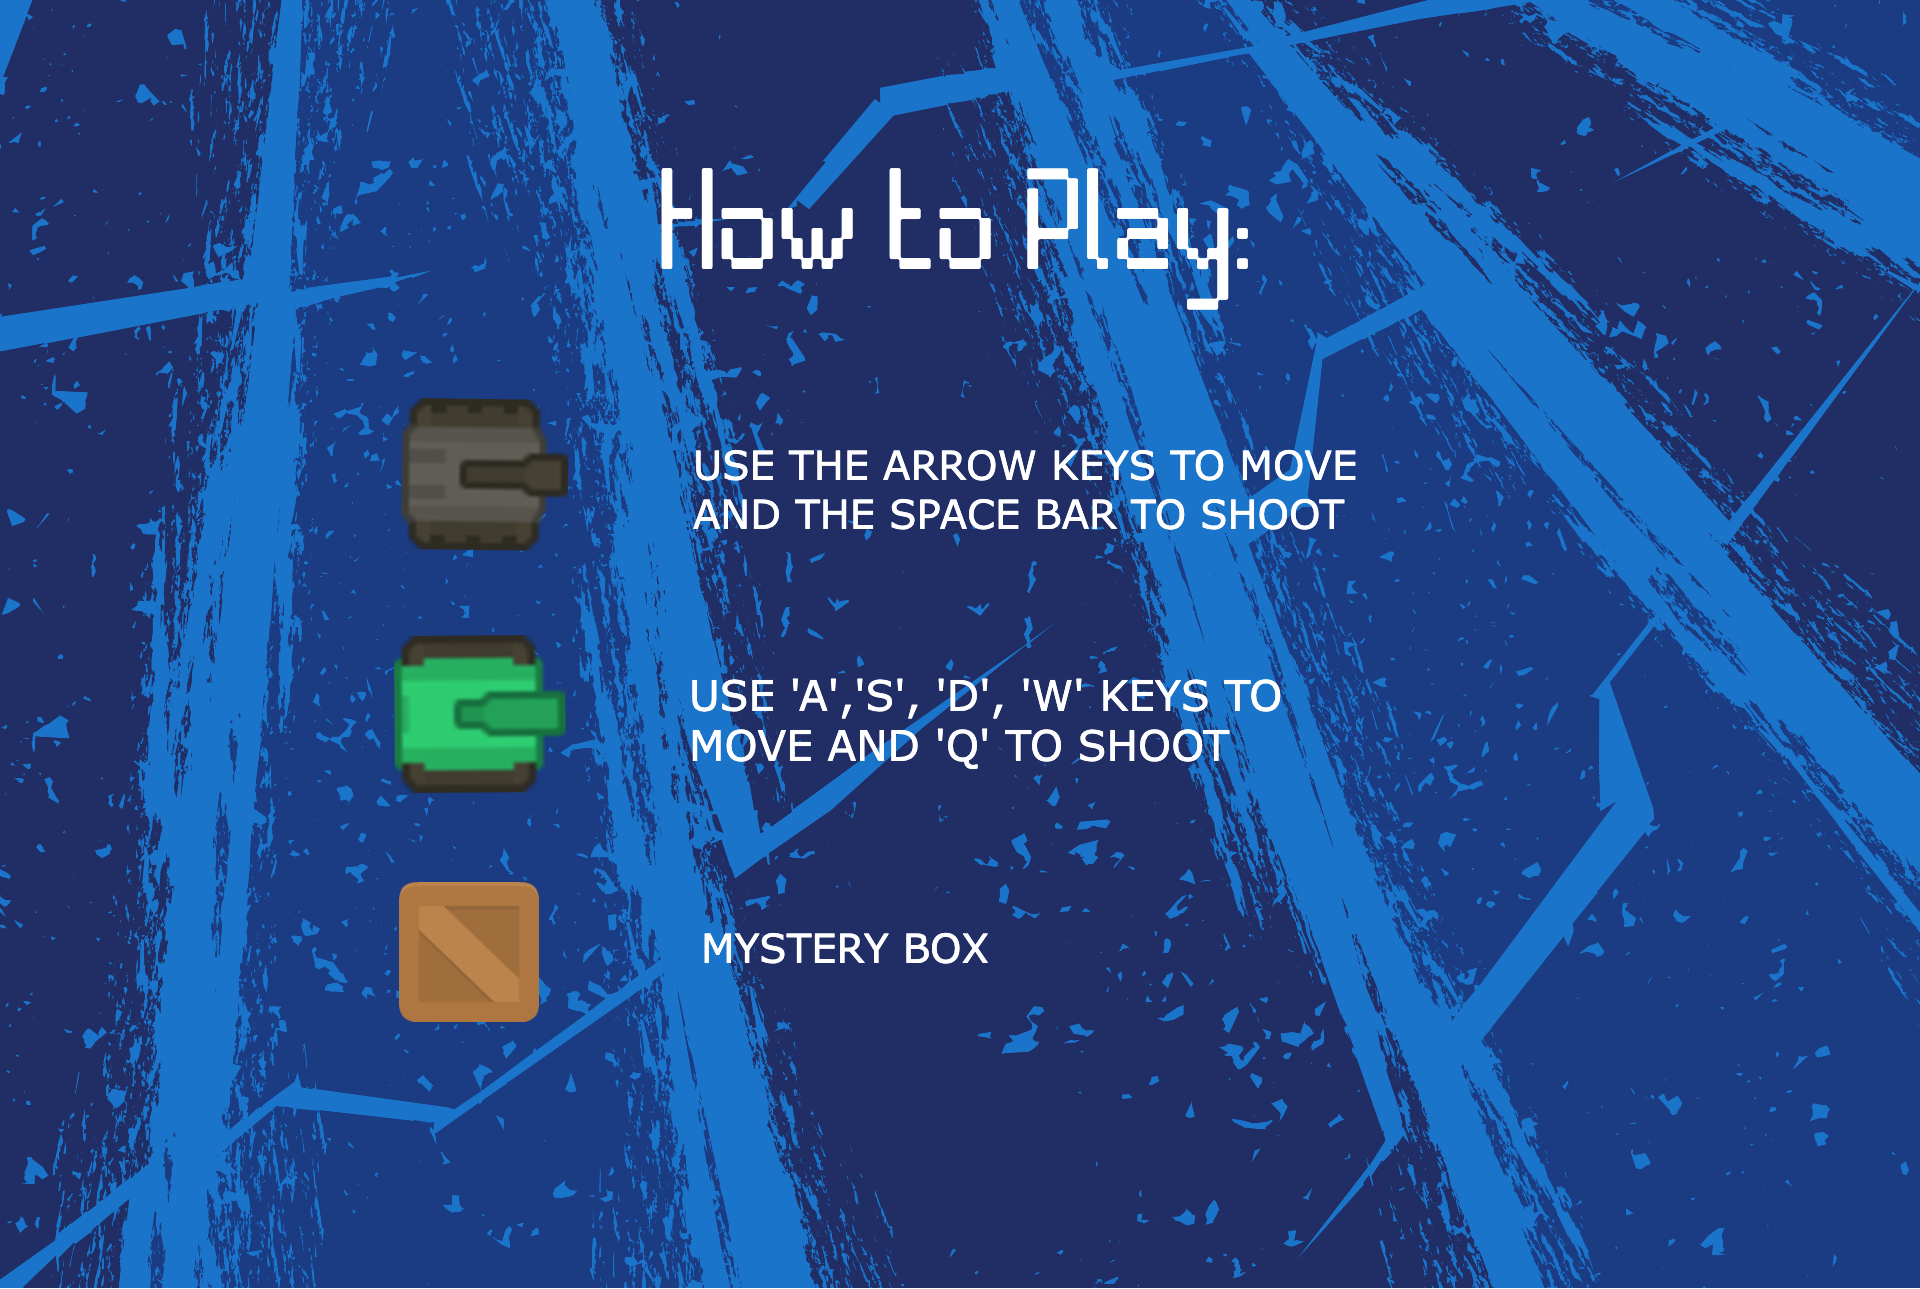 How to Play:
USE THE ARROW KEYS TO MOVE
AND THE SPACE BAR TO SHOOT
USE 'A','S', 'D', 'W' KEYS TO
MOVE AND 'Q' TO SHOOT
MYSTERY BOX